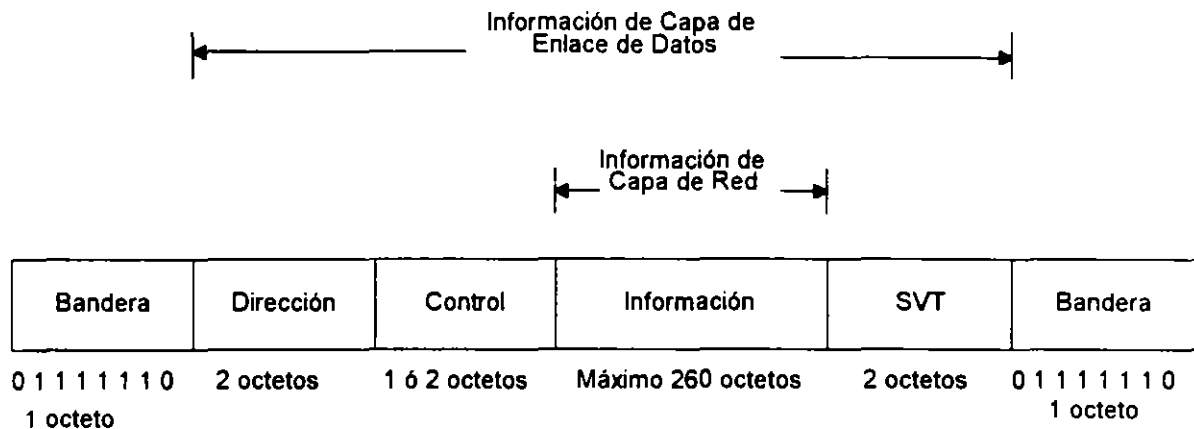 Información de Capa de
Enlace de Datos
Información de
Capa de Red
Bandera Dirección Control Información SVT Bandera
0 1 1 1 1 1 1 0 2 octetos 1 ó 2 octetos Máximo 260 octetos 2 octetos 0 1 1 1 1 1 1 0
1 octeto 1 octeto